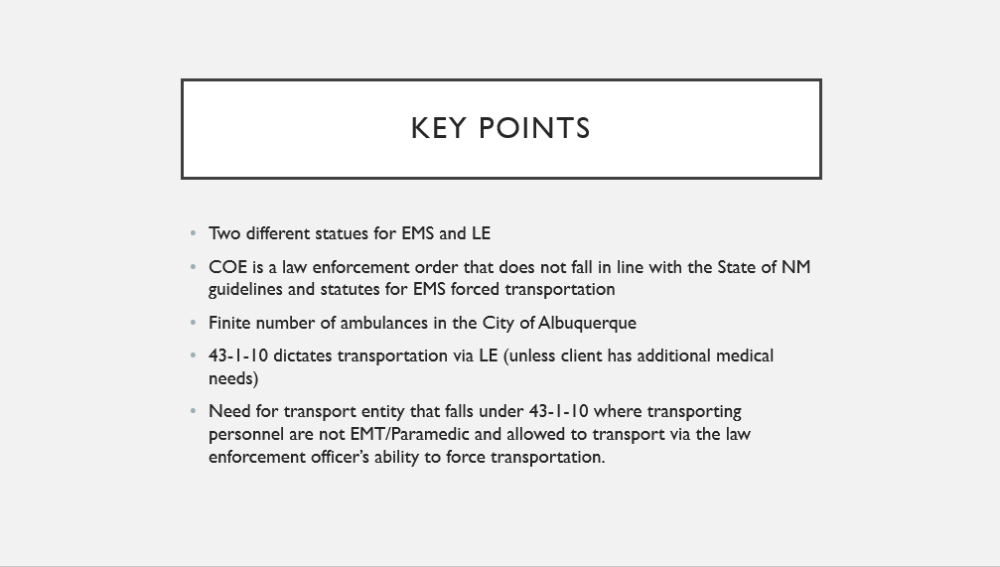 KEY POINTS
• Two different statues for EMS and LE
• COE is a law enforcement order that does not fall in line with the State of NM
guidelines and statutes for EMS forced transportation
• Finite number of ambulances in the City of Albuquerque
• 43-1-10 dictates transportation via LE (unless client has additional medical
needs)
• Need for transport entity that falls under 43-1-10 where transporting
personnel are not EMT/Paramedic and allowed to transport via the law
enforcement officer’s ability to force transportation.